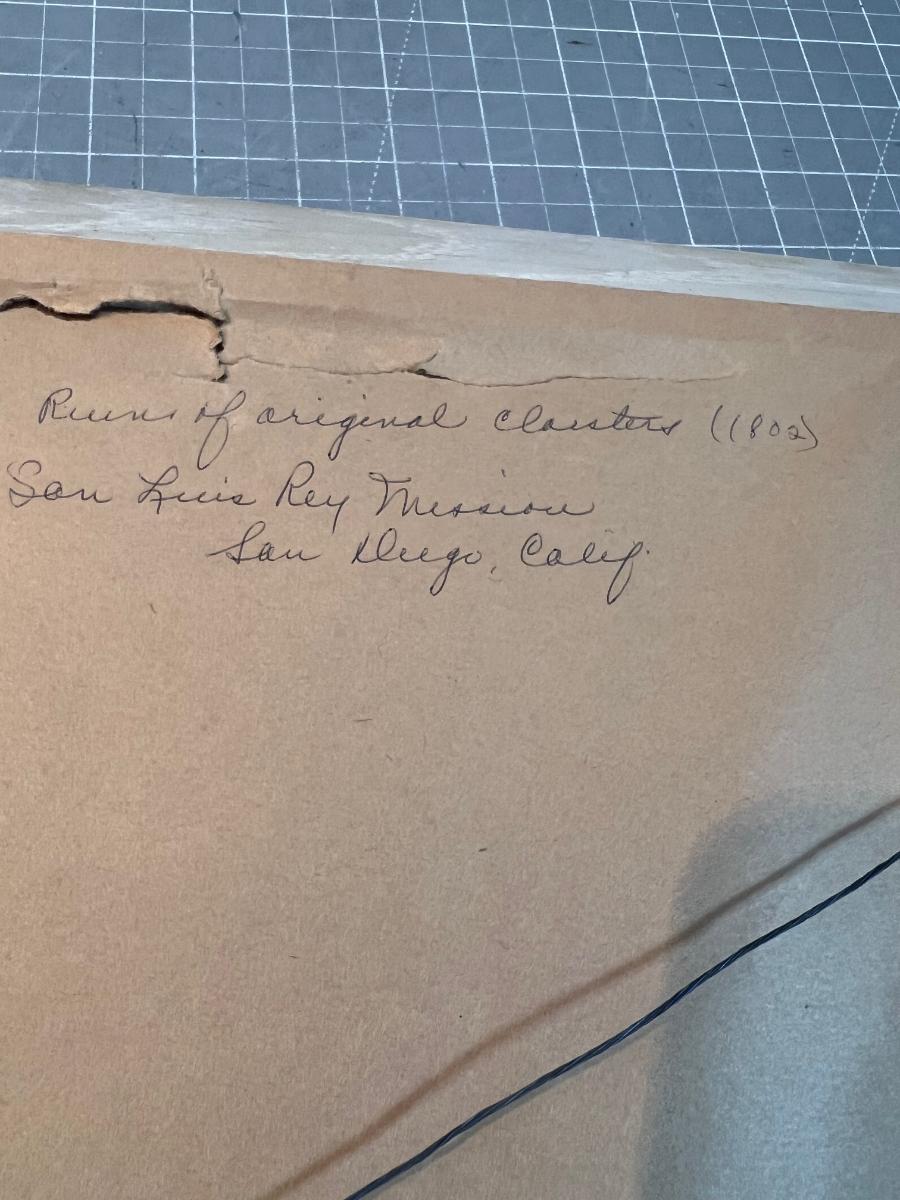 Ruins of original cloisters (1802)
San Luis Rey Mission
San Diego, Calif.